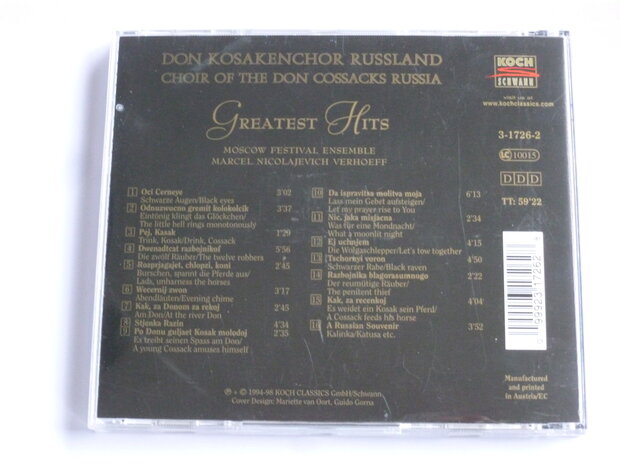 DON KOSAKENCHOR RUSSLAND
CHOIR OF THE DON COSSACKS RUSSIA
GREATEST HITS
MOSCOW FESTIVAL ENSEMBLE
MARCEL NICOLAJEVICH VERHOEFF
KOCH
SCHWANN
visit us at
www.kochclassics.com
3-1726-2
LC 10015
DDD
TT: 59'22
1 Oci Cerneye 3'02
Schwarze Augen/Black eyes
2 Odnozwucno gremit kolokolcik 3'37
Eintönig klingt das Glöckchen/
The little bell rings monotonously
3 Pej, Kasak 1'29
Trink, Kosak/Drink, Cossack
4 Dwenadtcat razbojnikof 5'56
Die zwölf Räuber/The twelve robbers
5 Rozprjagajet, chlopzi, koni 2'45
Burschen, spannt die Pferde aus/
Lads, unharness the horses
6 Wecernij zwon 3'17
Abendläuten/Evening chime
7 Kak, za Donom za rekoj 2'45
Am Don/At the river Don
8 Stjenka Razin 4'34
9 Po Donu guljaet Kosak molodoj 2'35
Es treibt seinen Spass am Don/
A young Cossack amuses himself
10 Da ispravitsa molitva moja 6'13
Lass mein Gebet aufsteigen/
Let my prayer rise to You
11 Nic, jaka misjacna 2'34
Was für eine Mondnacht/
What a moonlit night
12 Ej uchnjem 4'15
Die Wolgaschlepper/Let's tow together
13 Tschornyi voron 4'50
Schwarzer Rabe/Black raven
14 Razbojnika blagorasumnogo 2'22
Der reumütige Räuber/
The penitent thief
15 Kak, za recenkoj 4'04
Es weidet ein Kosak sein Pferd/
A Cossack feeds his horse
16 A Russian Souvenir 3'52
Kalinka/Katusa etc.
Manufactured
and printed
in Austria/EC
℗ + © 1994-98 KOCH CLASSICS GmbH/Schwann
Cover Design: Mariette van Oort, Guido Gorna